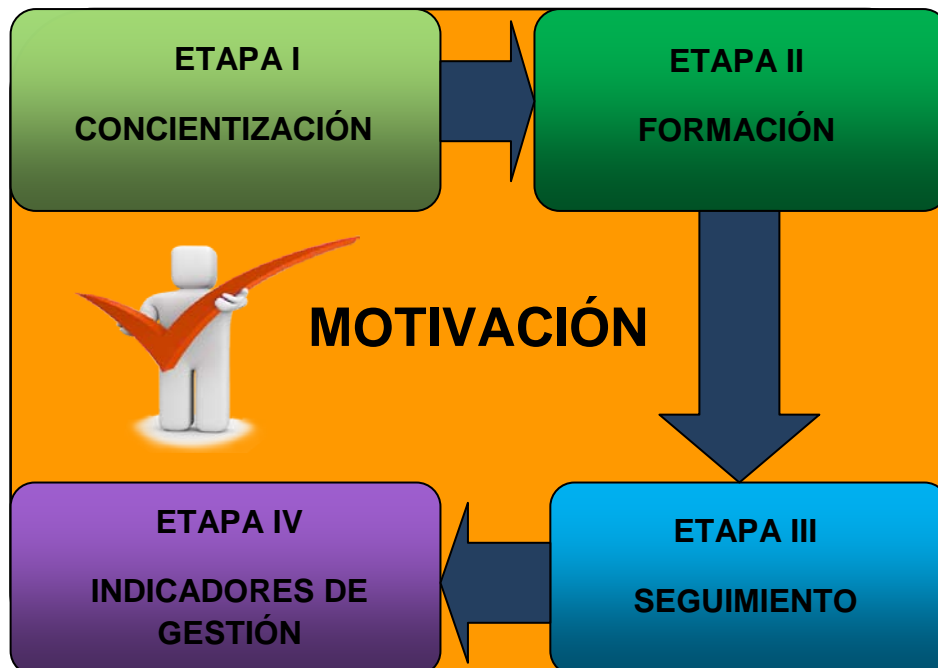 ETAPA I
CONCIENTIZACIÓN
ETAPA II
FORMACIÓN
MOTIVACIÓN
ETAPA IV
INDICADORES DE
GESTIÓN
ETAPA III
SEGUIMIENTO